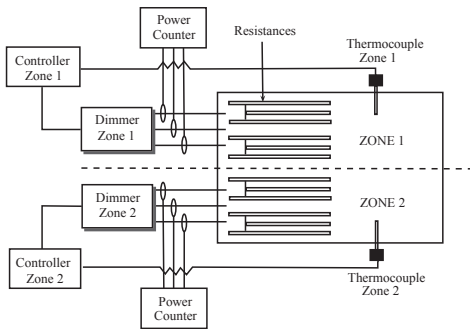 Power
Counter
Resistances
Thermocouple
Zone 1
Controller
Zone 1
Dimmer
Zone 1
ZONE 1
Dimmer
Zone 2
ZONE 2
Controller
Zone 2
Thermocouple
Zone 2
Power
Counter